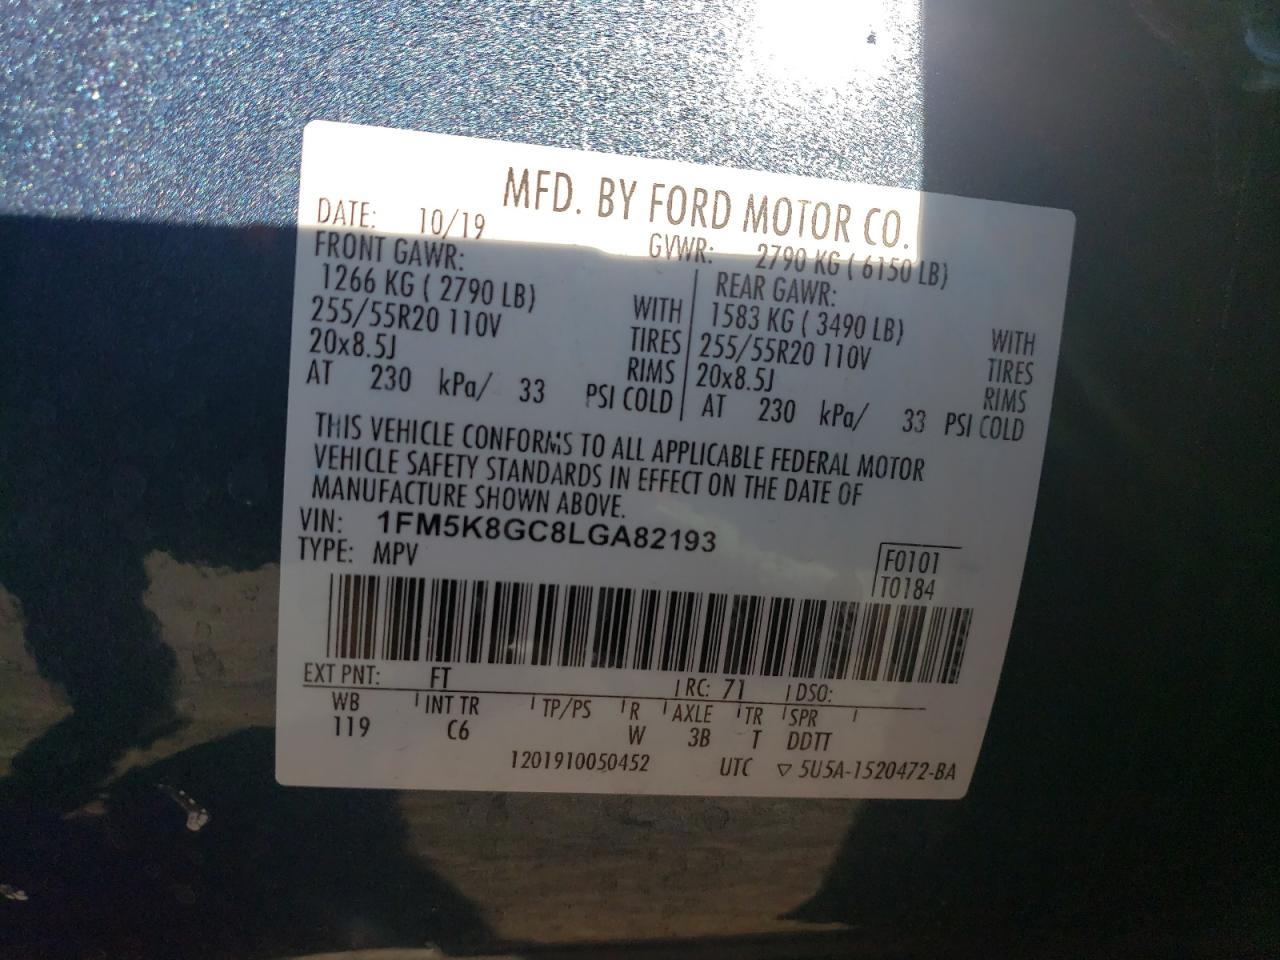 MFD. BY FORD MOTOR CO.
DATE: 10/19 GVWR: 2790 KG ( 6150 LB)
FRONT GAWR: REAR GAWR:
1266 KG ( 2790 LB) WITH 1583 KG ( 3490 LB) WITH
255/55R20 110V TIRES 255/55R20 110V TIRES
20x8.5J RIMS 20x8.5J RIMS
AT 230 kPa/ 33 PSI COLD AT 230 kPa/ 33 PSI COLD
THIS VEHICLE CONFORMS TO ALL APPLICABLE FEDERAL MOTOR
VEHICLE SAFETY STANDARDS IN EFFECT ON THE DATE OF
MANUFACTURE SHOWN ABOVE.
VIN: 1FM5K8GC8LGA82193
TYPE: MPV F0101
T0184
EXT PNT: FT RC: 71 DSO:
WB INT TR TP/PS R AXLE TR SPR
119 C6 W 3B T DDTT
1201910050452 UTC ▽ 5U5A-1520472-BA